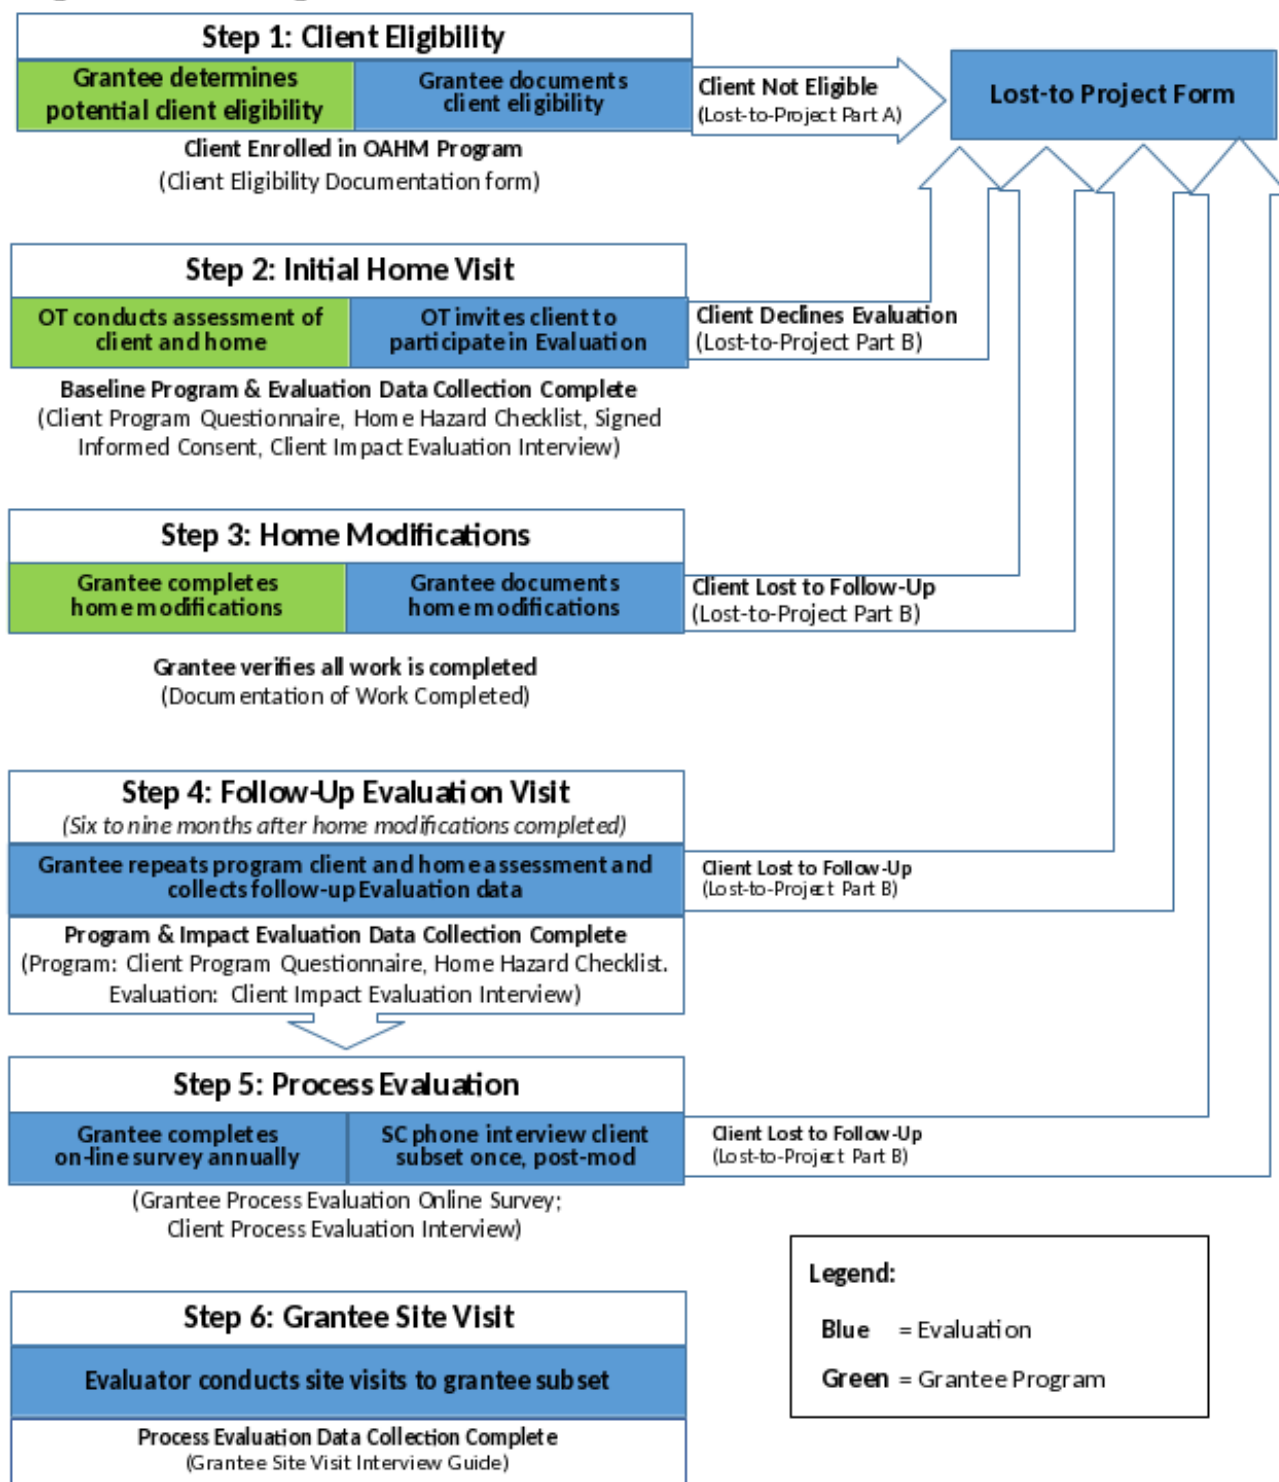 Step 1: Client Eligibility
Grantee determines
potential client eligibility
Grantee documents
client eligibility
Client Not Eligible
(Lost-to-Project Part A)
Lost-to Project Form
Client Enrolled in OAHM Program
(Client Eligibility Documentation form)
Step 2: Initial Home Visit
OT conducts assessment of
client and home
OT invites client to
participate in Evaluation
Client Declines Evaluation
(Lost-to-Project Part B)
Baseline Program & Evaluation Data Collection Complete
(Client Program Questionnaire, Home Hazard Checklist, Signed
Informed Consent, Client Impact Evaluation Interview)
Step 3: Home Modifications
Grantee completes
home modifications
Grantee documents
home modifications
Client Lost to Follow-Up
(Lost-to-Project Part B)
Grantee verifies all work is completed
(Documentation of Work Completed)
Step 4: Follow-Up Evaluation Visit
(Six to nine months after home modifications completed)
Grantee repeats program client and home assessment and
collects follow-up Evaluation data
Client Lost to Follow-Up
(Lost-to-Project Part B)
Program & Impact Evaluation Data Collection Complete
(Program: Client Program Questionnaire, Home Hazard Checklist.
Evaluation: Client Impact Evaluation Interview)
Step 5: Process Evaluation
Grantee completes
on-line survey annually
SC phone interview client
subset once, post-mod
Client Lost to Follow-Up
(Lost-to-Project Part B)
(Grantee Process Evaluation Online Survey;
Client Process Evaluation Interview)
Step 6: Grantee Site Visit
Evaluator conducts site visits to grantee subset
Process Evaluation Data Collection Complete
(Grantee Site Visit Interview Guide)
Legend:
Blue = Evaluation
Green = Grantee Program